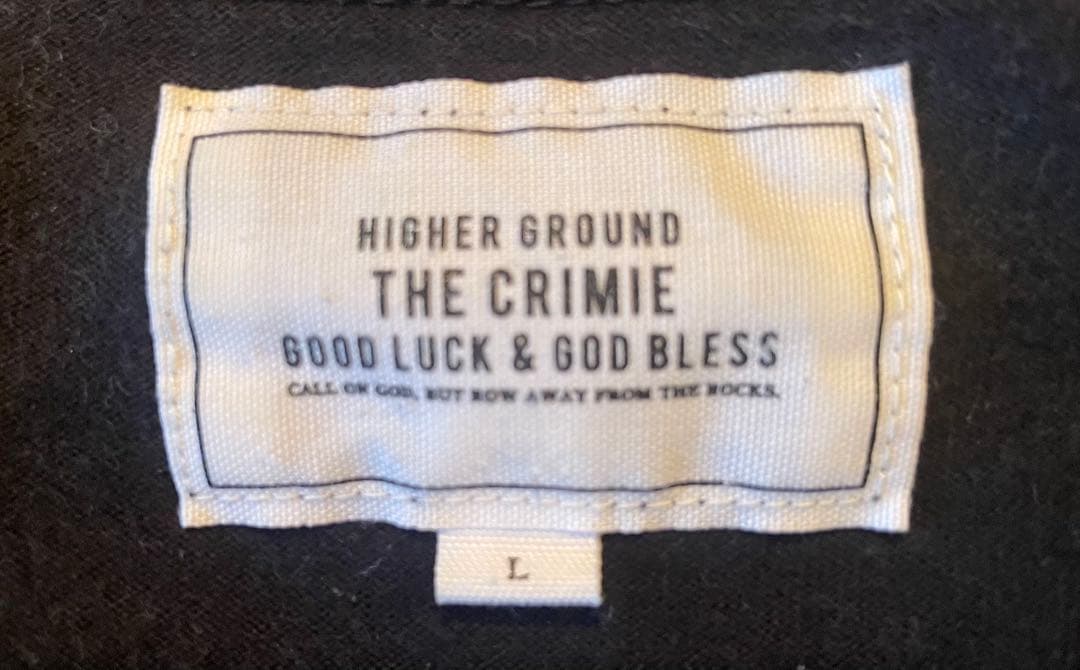 HIGHER GROUND
THE CRIMIE
GOOD LUCK & GOD BLESS
CALL ON GOD, BUT ROW AWAY FROM THE ROCKS.
L